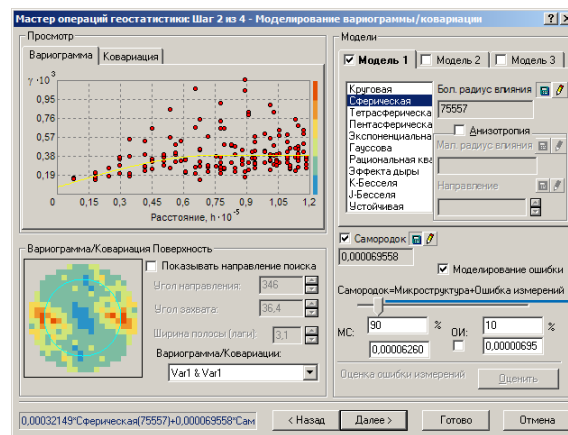 Мастер операций геостатистики: Шаг 2 из 4 - Моделирование вариограммы/ковариации
Просмотр
Вариограмма
Ковариация
γ·10³
0,95
0,76
0,57
0,38
0,19
0
0,15
0,3
0,45
0,6
0,75
0,9
1,05
1,2
Расстояние, h·10⁻⁵
Вариограмма/Ковариация Поверхность
Показывать направление поиска
Угол направления:
346
Угол захвата:
36,4
Ширина полосы (лаги):
3,1
Вариограмма/Ковариации:
Var1 & Var1
Модели
Модель 1
Модель 2
Модель 3
Круговая
Сферическая
Тетрасферическа
Пентасферическа
Экспоненциальна
Гауссова
Рациональная ква
Эффекта дыры
К-Бесселя
J-Бесселя
Устойчивая
Бол. радиус влияния
75557
Анизотропия
Мал. радиус влияния
Направление
Самородок
0,000069558
Моделирование ошибки
Самородок=Микроструктура+Ошибка измерений
МС:
90
%
ОИ:
10
%
0,00006260
0,00000695
Оценка ошибки измерений
Оценить
0,00032149*Сферическая(75557)+0,000069558*Сам
< Назад
Далее >
Готово
Отмена